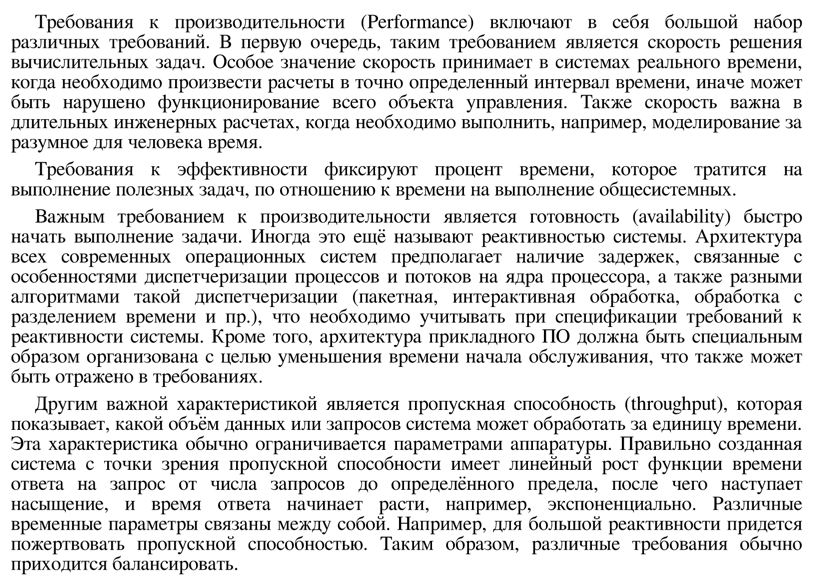 Требования к производительности (Performance) включают в себя большой набор
различных требований. В первую очередь, таким требованием является скорость решения
вычислительных задач. Особое значение скорость принимает в системах реального времени,
когда необходимо произвести расчеты в точно определенный интервал времени, иначе может
быть нарушено функционирование всего объекта управления. Также скорость важна в
длительных инженерных расчетах, когда необходимо выполнить, например, моделирование за
разумное для человека время.
Требования к эффективности фиксируют процент времени, которое тратится на
выполнение полезных задач, по отношению к времени на выполнение общесистемных.
Важным требованием к производительности является готовность (availability) быстро
начать выполнение задачи. Иногда это ещё называют реактивностью системы. Архитектура
всех современных операционных систем предполагает наличие задержек, связанные с
особенностями диспетчеризации процессов и потоков на ядра процессора, а также разными
алгоритмами такой диспетчеризации (пакетная, интерактивная обработка, обработка с
разделением времени и пр.), что необходимо учитывать при спецификации требований к
реактивности системы. Кроме того, архитектура прикладного ПО должна быть специальным
образом организована с целью уменьшения времени начала обслуживания, что также может
быть отражено в требованиях.
Другим важной характеристикой является пропускная способность (throughput), которая
показывает, какой объём данных или запросов система может обработать за единицу времени.
Эта характеристика обычно ограничивается параметрами аппаратуры. Правильно созданная
система с точки зрения пропускной способности имеет линейный рост функции времени
ответа на запрос от числа запросов до определённого предела, после чего наступает
насыщение, и время ответа начинает расти, например, экспоненциально. Различные
временные параметры связаны между собой. Например, для большой реактивности придется
пожертвовать пропускной способностью. Таким образом, различные требования обычно
приходится балансировать.